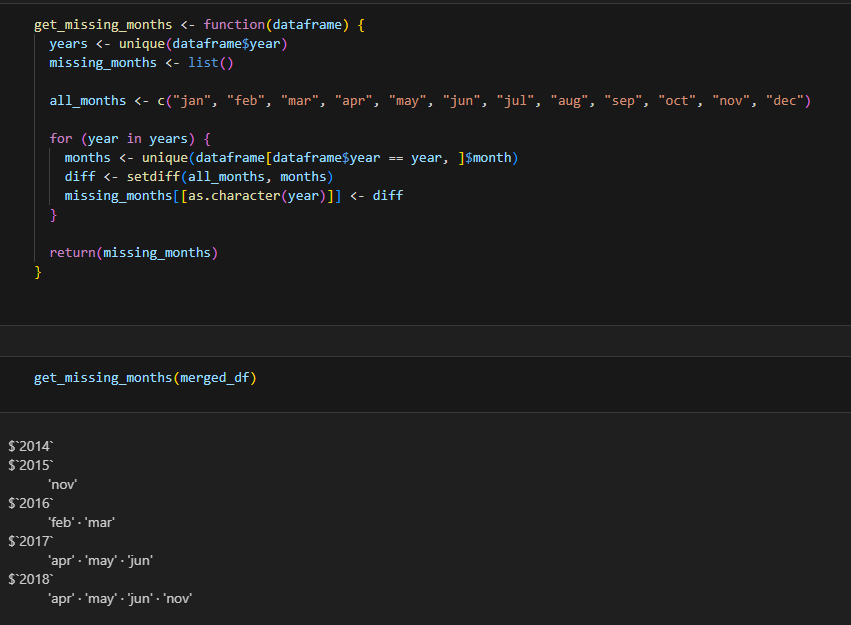 get_missing_months <- function(dataframe) {
years <- unique(dataframe$year)
missing_months <- list()
all_months <- c("jan", "feb", "mar", "apr", "may", "jun", "jul", "aug", "sep", "oct", "nov", "dec")
for (year in years) {
months <- unique(dataframe[dataframe$year == year, ]$month)
diff <- setdiff(all_months, months)
missing_months[[as.character(year)]] <- diff
}
return(missing_months)
}
get_missing_months(merged_df)
$`2014`
$`2015`
'nov'
$`2016`
'feb' · 'mar'
$`2017`
'apr' · 'may' · 'jun'
$`2018`
'apr' · 'may' · 'jun' · 'nov'